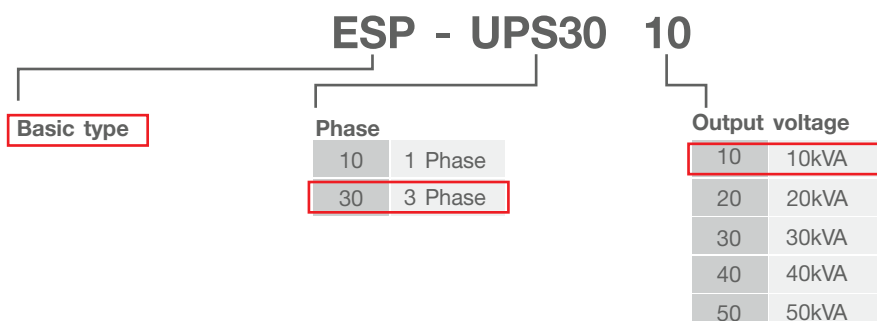 ESP - UPS30 10
Basic type
Phase
10 1 Phase
30 3 Phase
Output voltage
10 10kVA
20 20kVA
30 30kVA
40 40kVA
50 50kVA